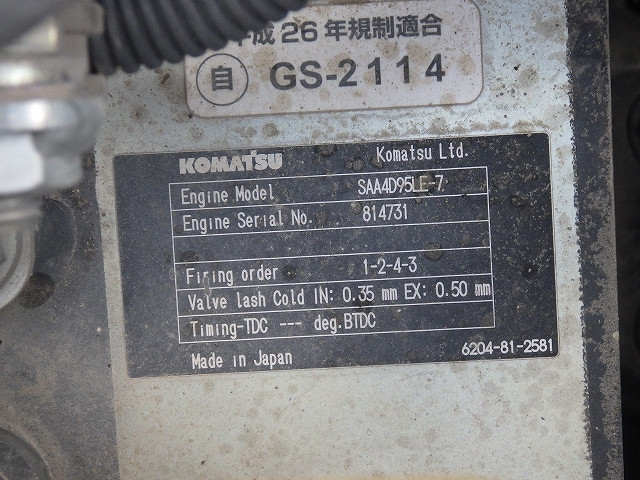 平成26年規制適合
自 GS-2114
KOMATSU Komatsu Ltd.
Engine Model SAA4D95LE-7
Engine Serial No. 814731
Firing order 1-2-4-3
Valve lash Cold IN: 0.35 mm EX: 0.50 mm
Timing-TDC --- deg.BTDC
Made in Japan 6204-81-2581